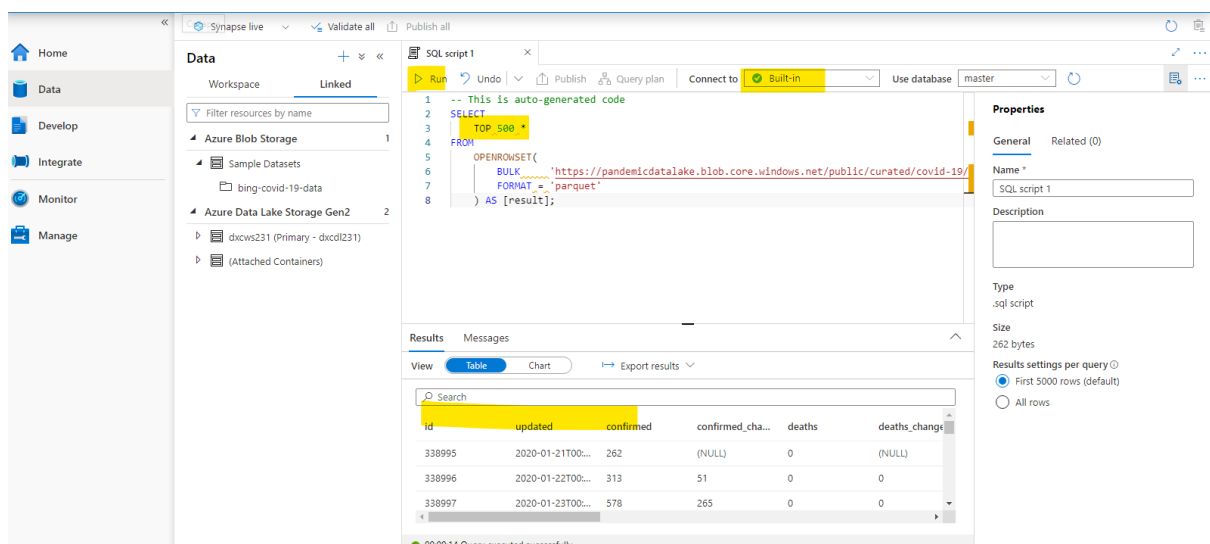 «
Synapse live
Validate all
Publish all
Home
Data
Develop
Integrate
Monitor
Manage
Data
+
«
Workspace
Linked
Filter resources by name
Azure Blob Storage
1
Sample Datasets
bing-covid-19-data
Azure Data Lake Storage Gen2
2
dxcws231 (Primary - dxcdl231)
(Attached Containers)
SQL script 1
×
Run
Undo
Publish
Query plan
Connect to
Built-in
Use database
master
1 -- This is auto-generated code
2 SELECT
3 TOP 500 *
4 FROM
5 OPENROWSET(
6 BULK 'https://pandemicdatalake.blob.core.windows.net/public/curated/covid-19/
7 FORMAT = 'parquet'
8 ) AS [result];
Results
Messages
View
Table
Chart
Export results
Search
id updated confirmed confirmed_cha... deaths deaths_change
338995 2020-01-21T00:... 262 (NULL) 0 (NULL)
338996 2020-01-22T00:... 313 51 0 0
338997 2020-01-23T00:... 578 265 0 0
00:00:14 Query executed successfully.
Properties
General
Related (0)
Name *
SQL script 1
Description
Type
.sql script
Size
262 bytes
Results settings per query
First 5000 rows (default)
All rows